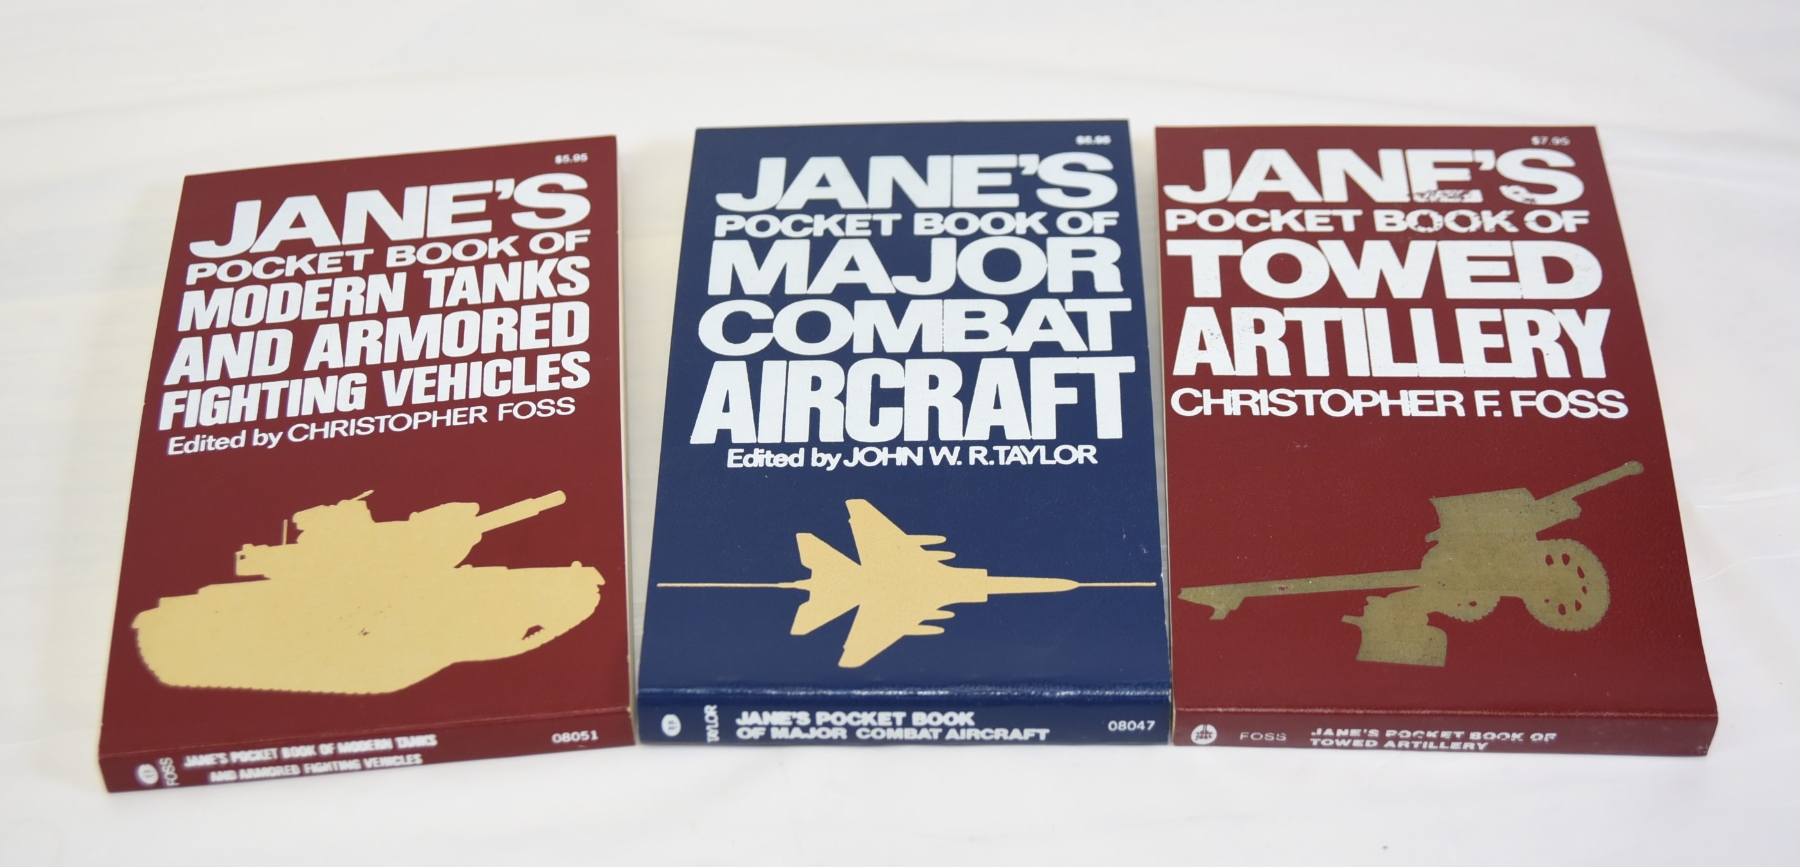 $5.95
JANE'S
POCKET BOOK OF
MODERN TANKS
AND ARMORED
FIGHTING VEHICLES
Edited by CHRISTOPHER FOSS
FOSS
JANE'S POCKET BOOK OF MODERN TANKS
AND ARMORED FIGHTING VEHICLES
08051
$5.95
JANE'S
POCKET BOOK OF
MAJOR
COMBAT
AIRCRAFT
Edited by JOHN W. R. TAYLOR
TAYLOR
JANE'S POCKET BOOK
OF MAJOR COMBAT AIRCRAFT
08047
$7.95
JANE'S
POCKET BOOK OF
TOWED
ARTILLERY
CHRISTOPHER F. FOSS
FOSS
JANE'S POCKET BOOK OF
TOWED ARTILLERY